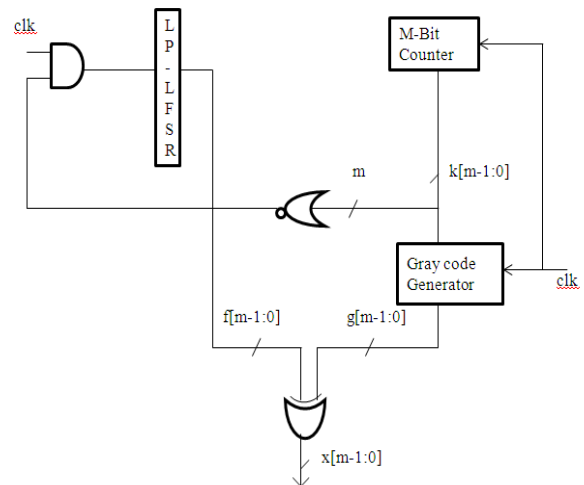 clk
L
P
-
L
F
S
R
M-Bit
Counter
m
k[m-1:0]
Gray code
Generator
clk
f[m-1:0]
g[m-1:0]
x[m-1:0]